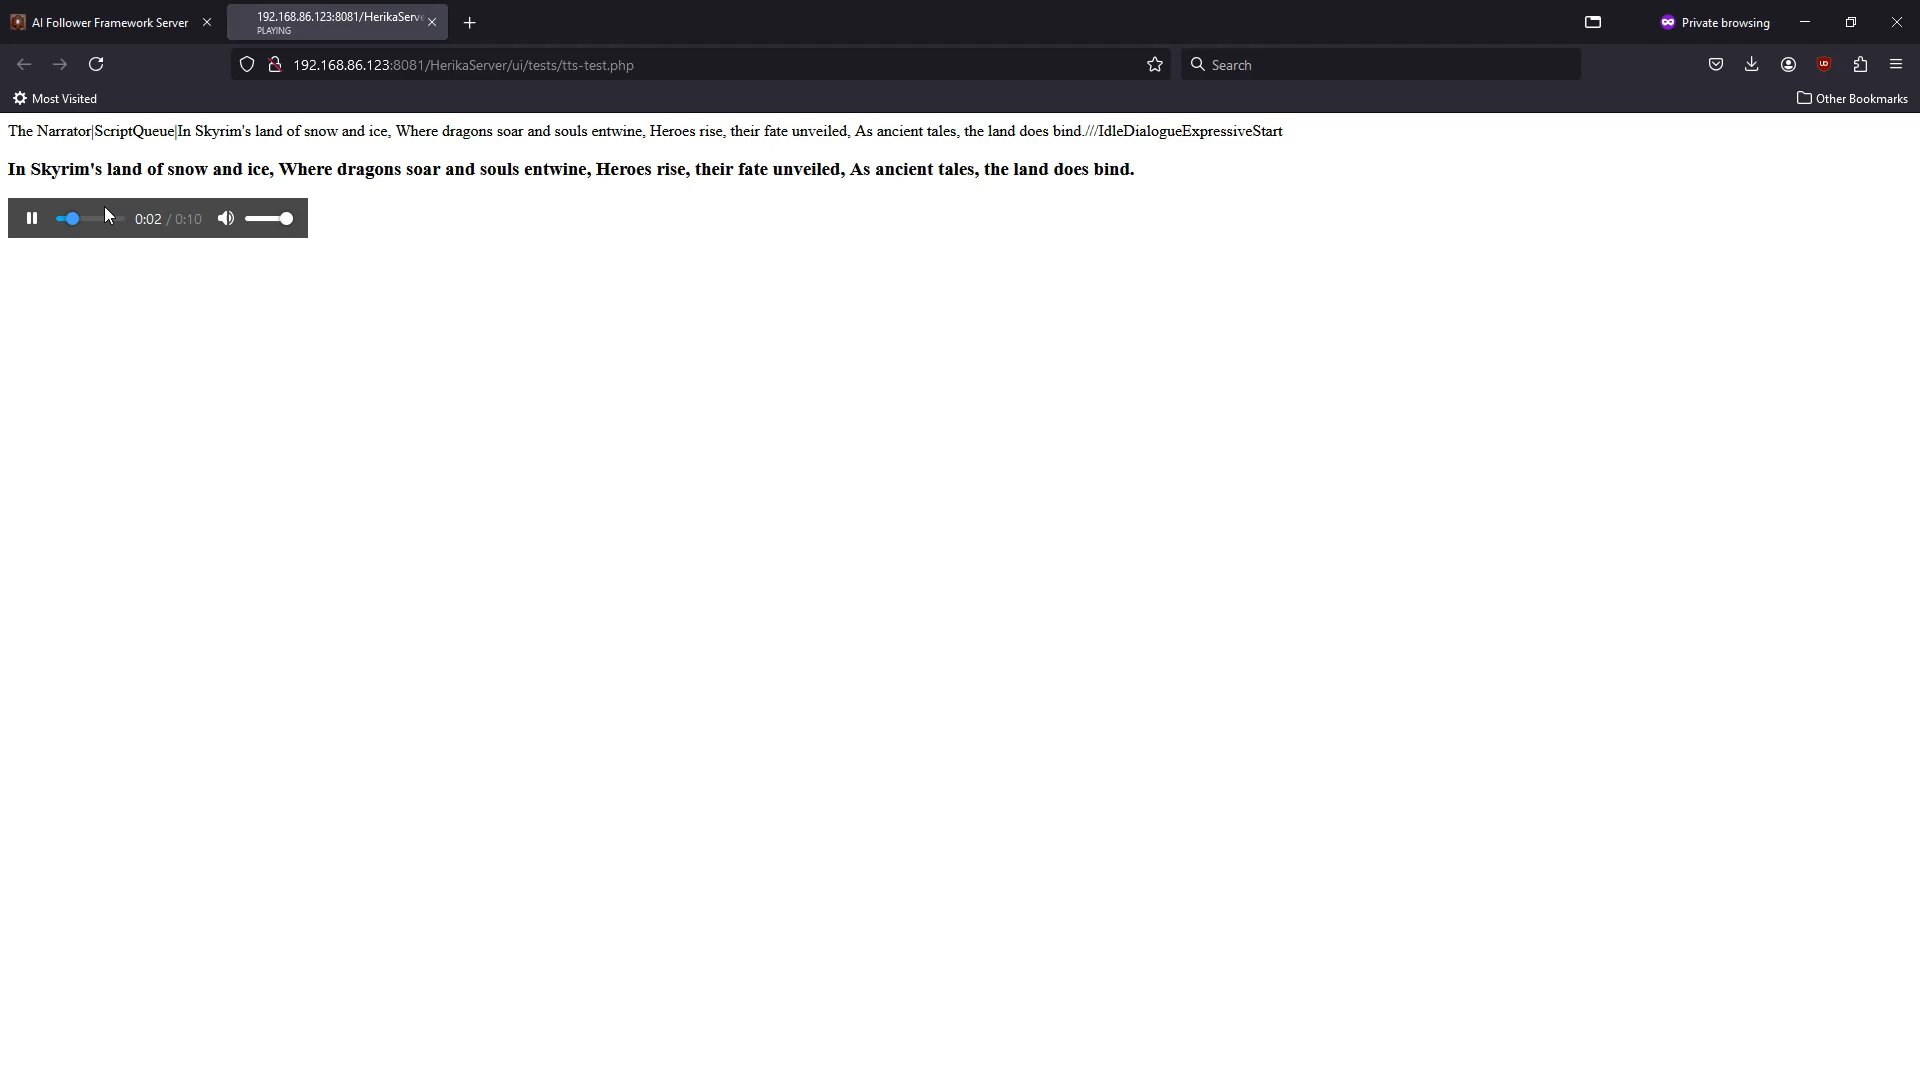 AI Follower Framework Server
192.168.86.123:8081/HerikaServe
PLAYING
Private browsing
192.168.86.123:8081/HerikaServer/ui/tests/tts-test.php
Search
Most Visited
Other Bookmarks
The Narrator|ScriptQueue|In Skyrim's land of snow and ice, Where dragons soar and souls entwine, Heroes rise, their fate unveiled, As ancient tales, the land does bind.///IdleDialogueExpressiveStart
In Skyrim's land of snow and ice, Where dragons soar and souls entwine, Heroes rise, their fate unveiled, As ancient tales, the land does bind.
0:02 / 0:10